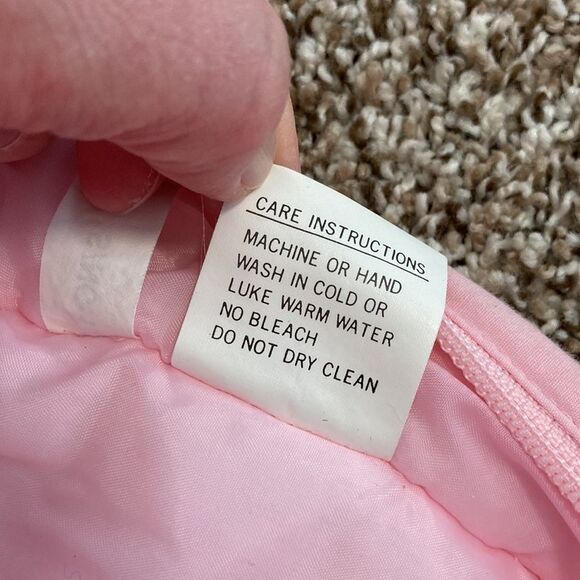 CARE INSTRUCTIONS
MACHINE OR HAND
WASH IN COLD OR
LUKE WARM WATER
NO BLEACH
DO NOT DRY CLEAN